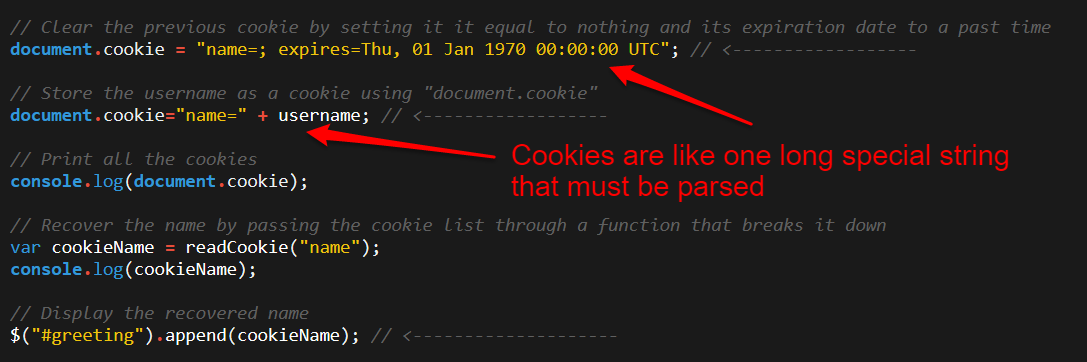 // Clear the previous cookie by setting it it equal to nothing and its expiration date to a past time
document.cookie = "name=; expires=Thu, 01 Jan 1970 00:00:00 UTC"; // <------------------
// Store the username as a cookie using "document.cookie"
document.cookie="name=" + username; // <------------------
Cookies are like one long special string
that must be parsed
// Print all the cookies
console.log(document.cookie);
// Recover the name by passing the cookie list through a function that breaks it down
var cookieName = readCookie("name");
console.log(cookieName);
// Display the recovered name
$("#greeting").append(cookieName); // <--------------------